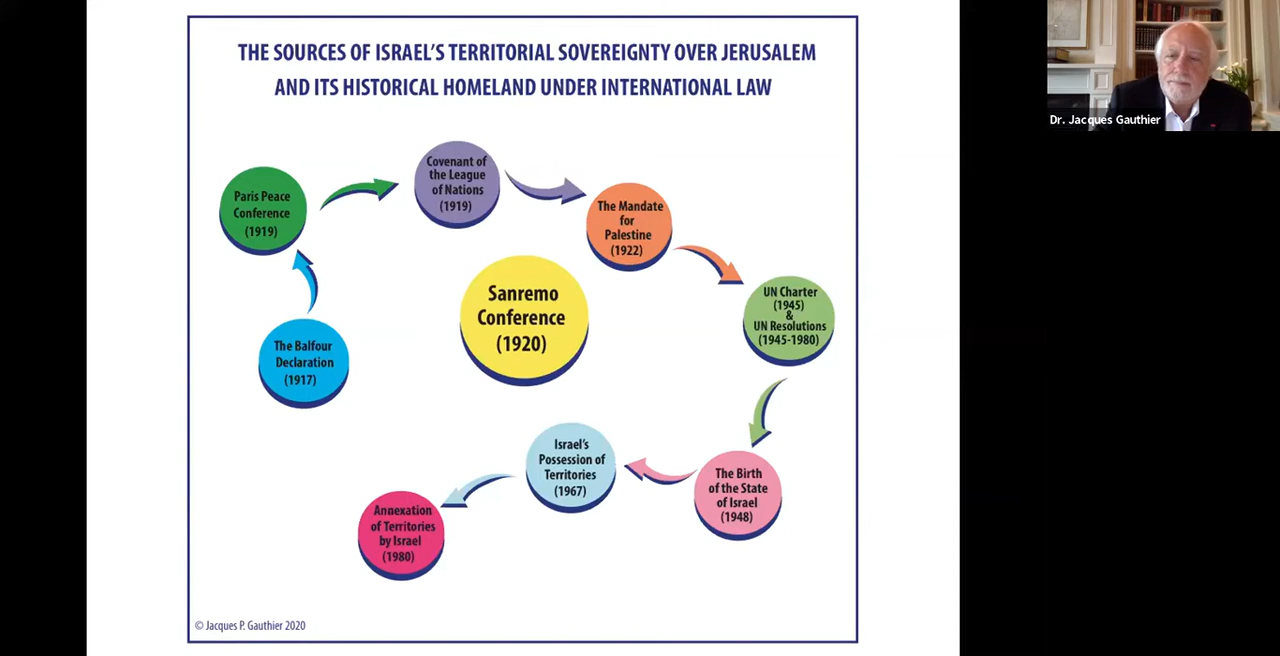 THE SOURCES OF ISRAEL'S TERRITORIAL SOVEREIGNTY OVER JERUSALEM
AND ITS HISTORICAL HOMELAND UNDER INTERNATIONAL LAW
Dr. Jacques Gauthier
The Balfour
Declaration
(1917)
Paris Peace
Conference
(1919)
Covenant of
the League
of Nations
(1919)
The Mandate
for
Palestine
(1922)
Sanremo
Conference
(1920)
UN Charter
(1945)
&
UN Resolutions
(1945-1980)
The Birth
of the State
of Israel
(1948)
Israel's
Possession of
Territories
(1967)
Annexation
of Territories
by Israel
(1980)
© Jacques P. Gauthier 2020